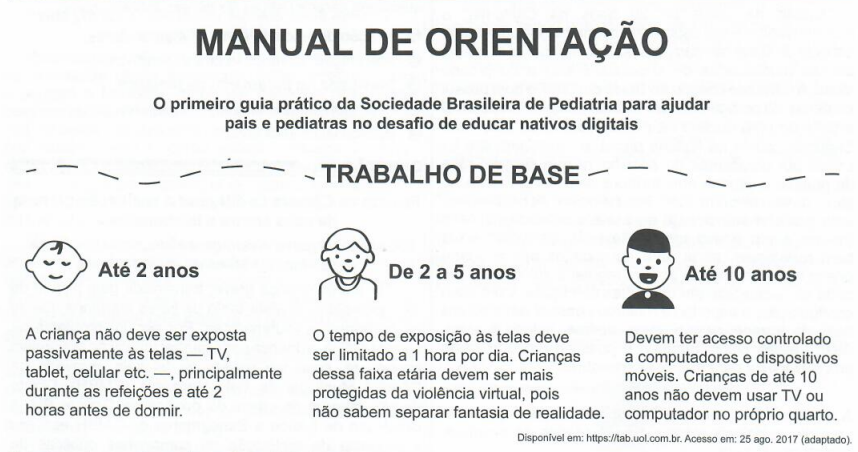 MANUAL DE ORIENTAÇÃO
O primeiro guia prático da Sociedade Brasileira de Pediatria para ajudar
pais e pediatras no desafio de educar nativos digitais
TRABALHO DE BASE
Até 2 anos
A criança não deve ser exposta
passivamente às telas — TV,
tablet, celular etc. —, principalmente
durante as refeições e até 2
horas antes de dormir.
De 2 a 5 anos
O tempo de exposição às telas deve
ser limitado a 1 hora por dia. Crianças
dessa faixa etária devem ser mais
protegidas da violência virtual, pois
não sabem separar fantasia de realidade.
Até 10 anos
Devem ter acesso controlado
a computadores e dispositivos
móveis. Crianças de até 10
anos não devem usar TV ou
computador no próprio quarto.
Disponível em: https://tab.uol.com.br. Acesso em: 25 ago. 2017 (adaptado).